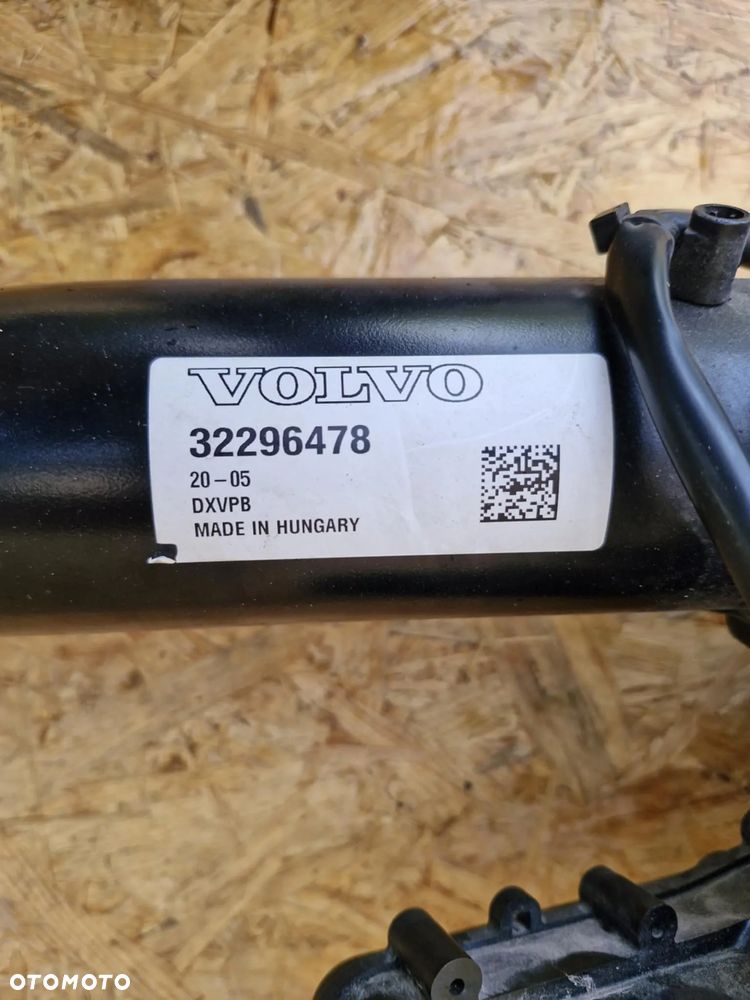 VOLVO
32296478
20-05
DXVPB
MADE IN HUNGARY
OTOMOTO